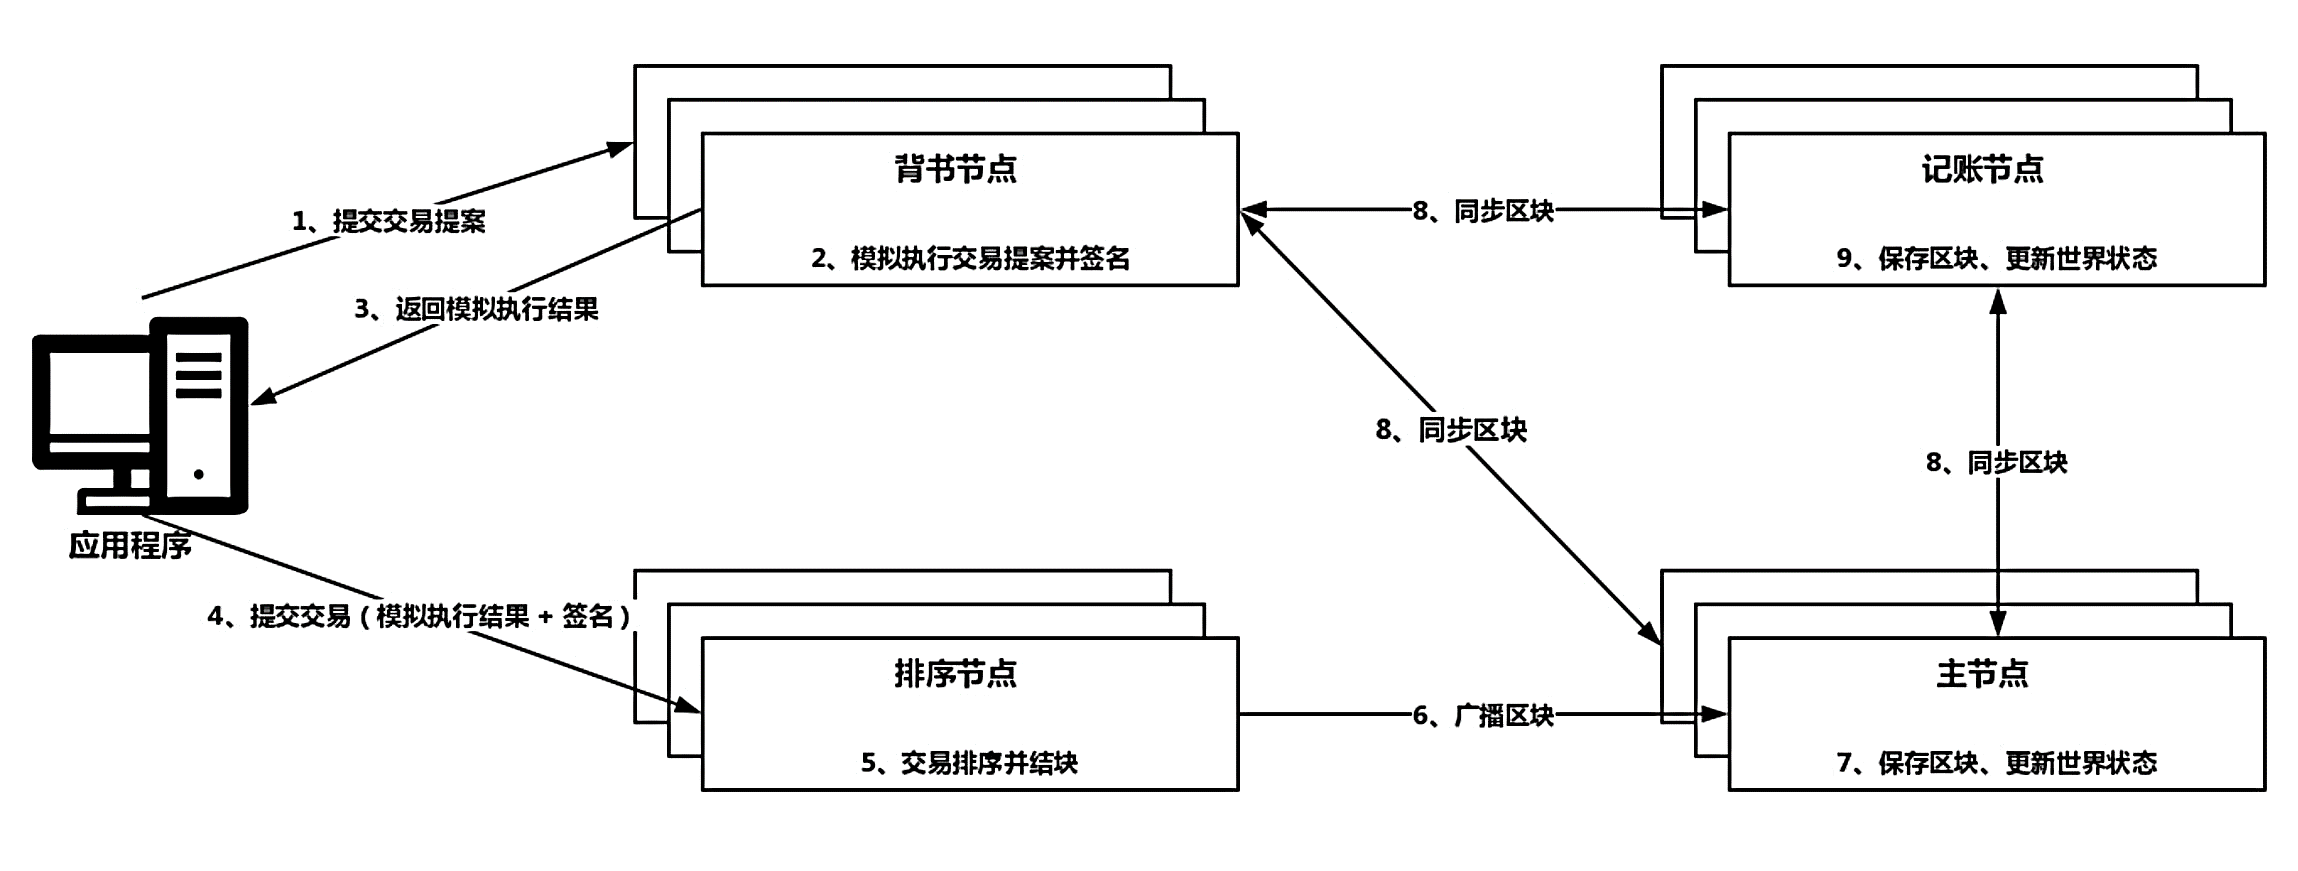 背书节点
记账节点
1、提交交易提案
8、同步区块
2、模拟执行交易提案并签名
9、保存区块、更新世界状态
3、返回模拟执行结果
8、同步区块
8、同步区块
应用程序
4、提交交易(模拟执行结果 + 签名)
排序节点
主节点
6、广播区块
5、交易排序并结块
7、保存区块、更新世界状态